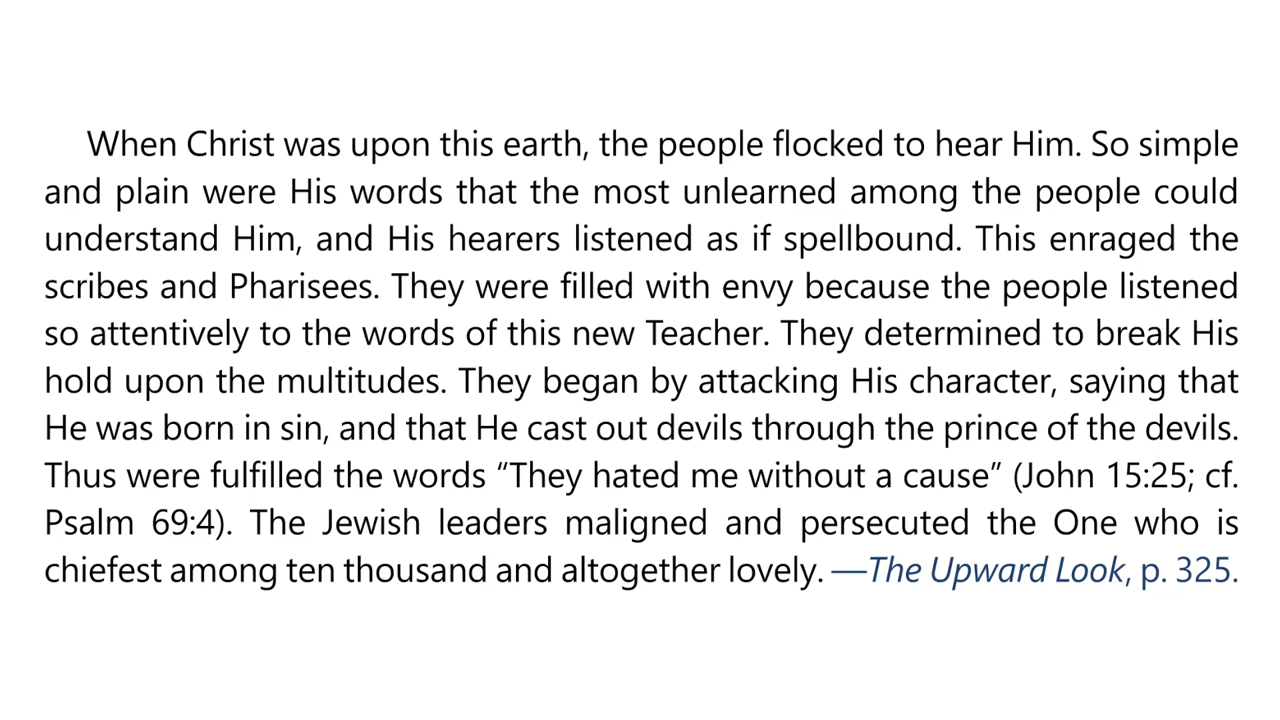 When Christ was upon this earth, the people flocked to hear Him. So simple
and plain were His words that the most unlearned among the people could
understand Him, and His hearers listened as if spellbound. This enraged the
scribes and Pharisees. They were filled with envy because the people listened
so attentively to the words of this new Teacher. They determined to break His
hold upon the multitudes. They began by attacking His character, saying that
He was born in sin, and that He cast out devils through the prince of the devils.
Thus were fulfilled the words “They hated me without a cause” (John 15:25; cf.
Psalm 69:4). The Jewish leaders maligned and persecuted the One who is
chiefest among ten thousand and altogether lovely. —The Upward Look, p. 325.